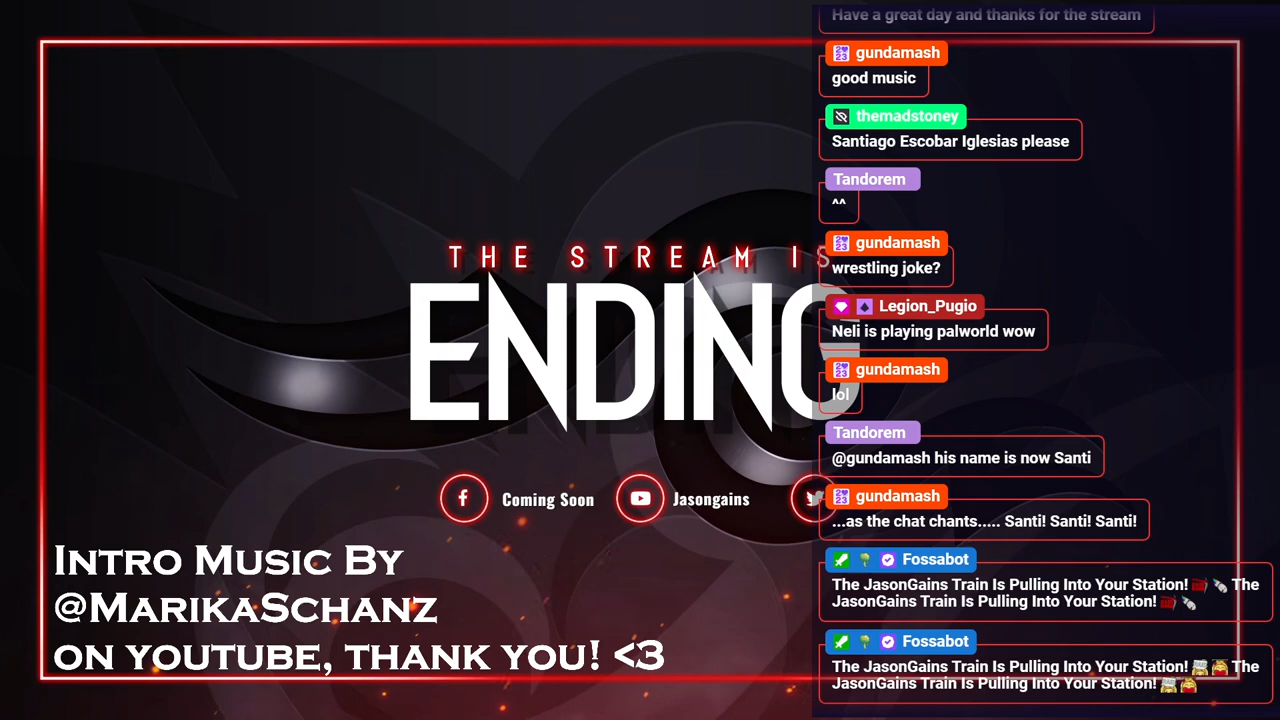 THE STREAM IS
ENDING
Coming Soon
Jasongains
INTRO MUSIC BY
@MARIKASCHANZ
ON YOUTUBE, THANK YOU! <3
Have a great day and thanks for the stream
gundamash
good music
themadstoney
Santiago Escobar Iglesias please
Tandorem
^^
gundamash
wrestling joke?
Legion_Pugio
Neli is playing palworld wow
gundamash
lol
Tandorem
@gundamash his name is now Santi
gundamash
...as the chat chants..... Santi! Santi! Santi!
Fossabot
The JasonGains Train Is Pulling Into Your Station! The
JasonGains Train Is Pulling Into Your Station!
Fossabot
The JasonGains Train Is Pulling Into Your Station! The
JasonGains Train Is Pulling Into Your Station!